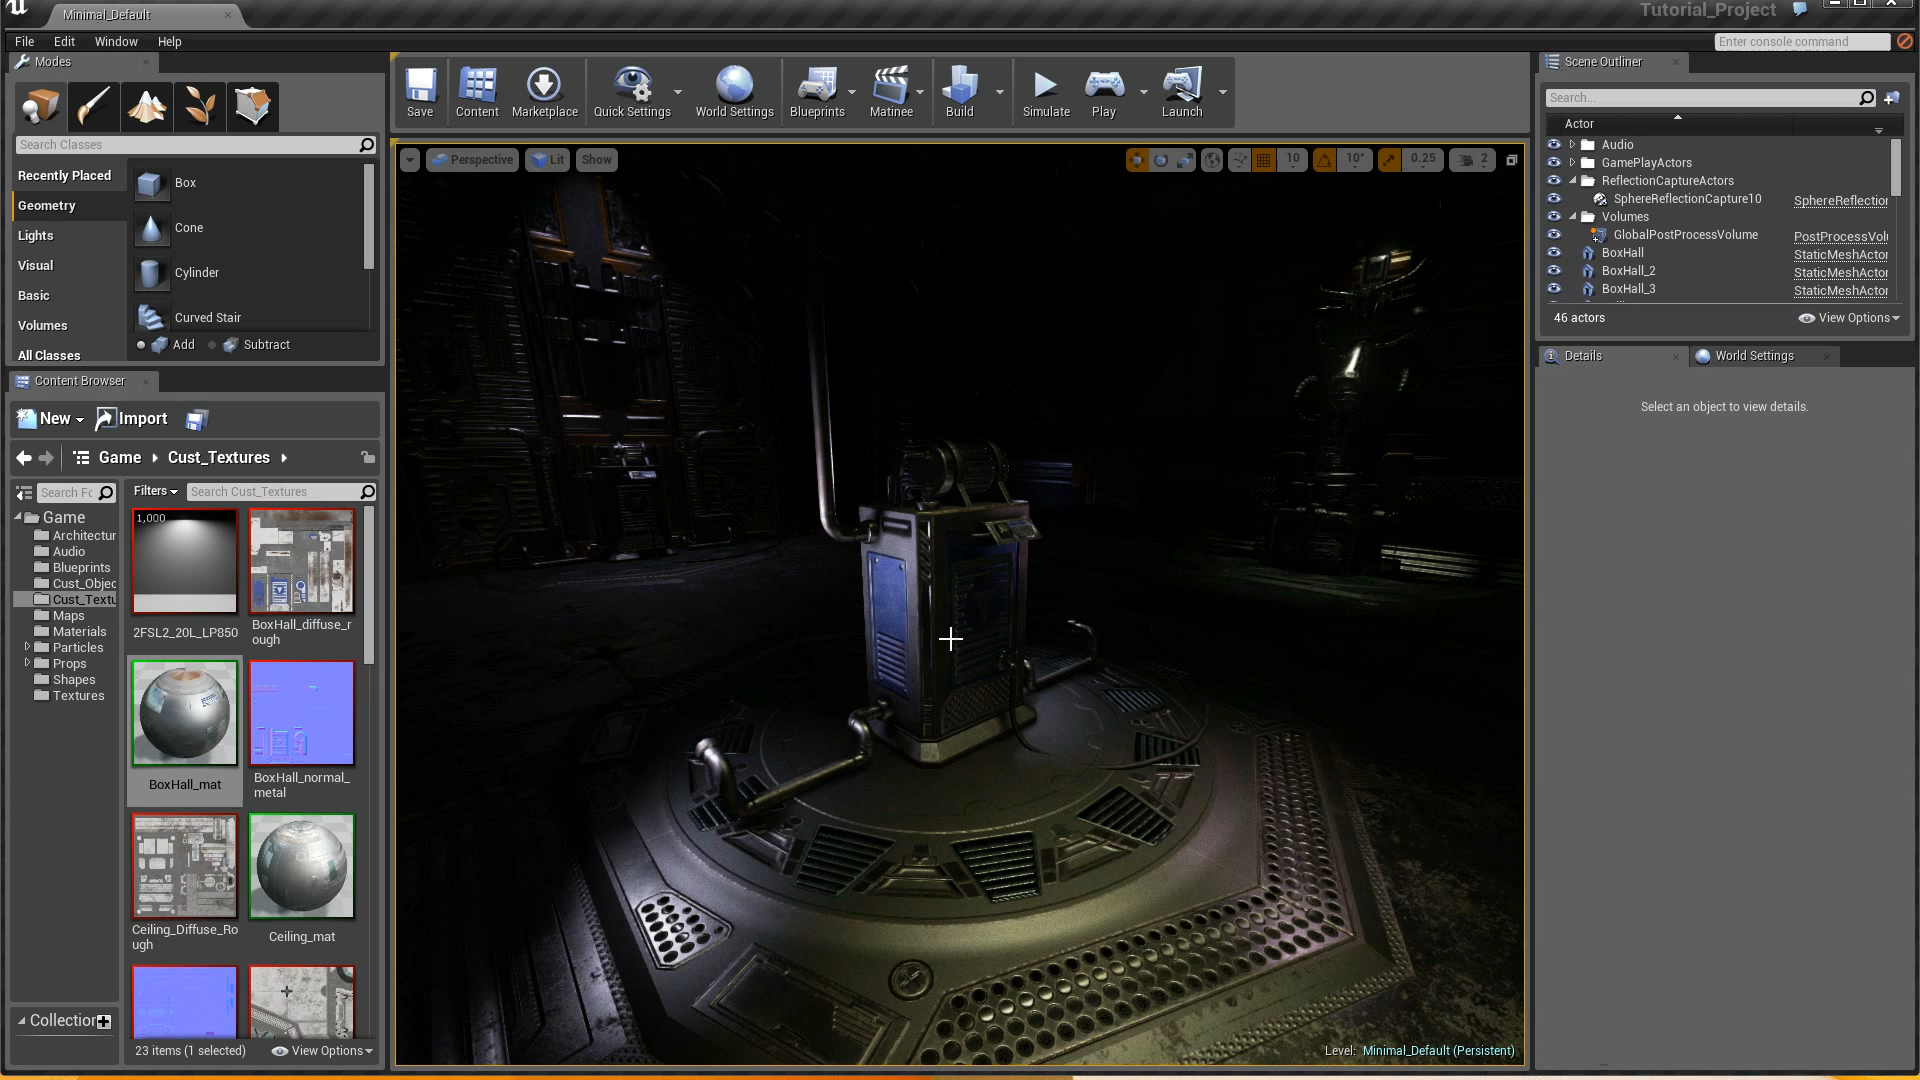 Minimal_Default
Tutorial_Project
File Edit Window Help
Enter console command
Modes
Search Classes
Recently Placed
Geometry
Lights
Visual
Basic
Volumes
All Classes
Box
Cone
Cylinder
Curved Stair
Add Subtract
Save
Content
Marketplace
Quick Settings
World Settings
Blueprints
Matinee
Build
Simulate
Play
Launch
Perspective
Lit
Show
10
10°
0.25
2
Content Browser
New
Import
Game
Cust_Textures
Search Fo
Filters
Search Cust_Textures
Game
Architectur
Audio
Blueprints
Cust_Objec
Cust_Textu
Maps
Materials
Particles
Props
Shapes
Textures
Collection
1,000
2FSL2_20L_LP850
BoxHall_diffuse_r
ough
BoxHall_mat
BoxHall_normal_
metal
Ceiling_Diffuse_Ro
ugh
Ceiling_mat
23 items (1 selected)
View Options
Level: Minimal_Default (Persistent)
Scene Outliner
Search...
Actor
Audio
GamePlayActors
ReflectionCaptureActors
SphereReflectionCapture10 SphereReflection
Volumes
GlobalPostProcessVolume PostProcessVolu
BoxHall StaticMeshActor
BoxHall_2 StaticMeshActor
BoxHall_3 StaticMeshActor
46 actors
View Options
Details
World Settings
Select an object to view details.